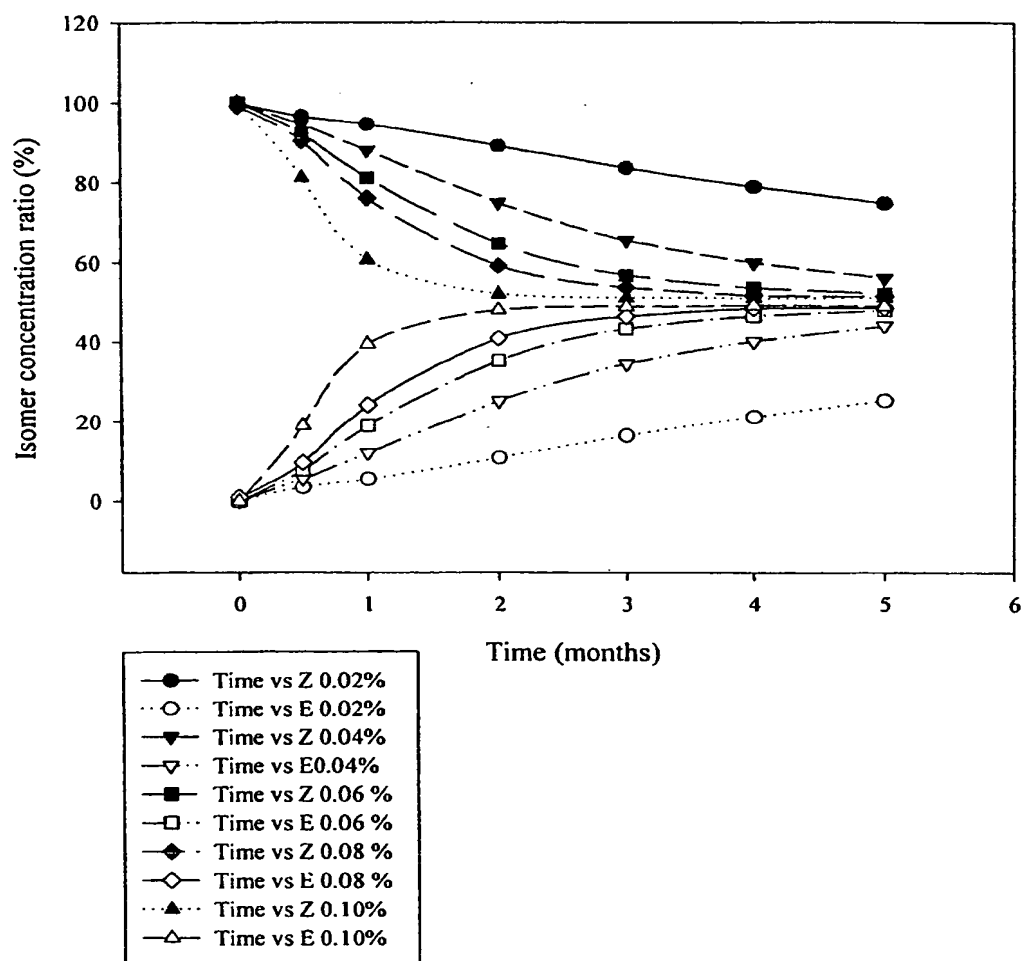 120
100
80
60
40
20
0
Isomer concentration ratio (%)
0 1 2 3 4 5 6
Time (months)
Time vs Z 0.02%
Time vs E 0.02%
Time vs Z 0.04%
Time vs E0.04%
Time vs Z 0.06 %
Time vs E 0.06 %
Time vs Z 0.08 %
Time vs E 0.08 %
Time vs Z 0.10%
Time vs E 0.10%